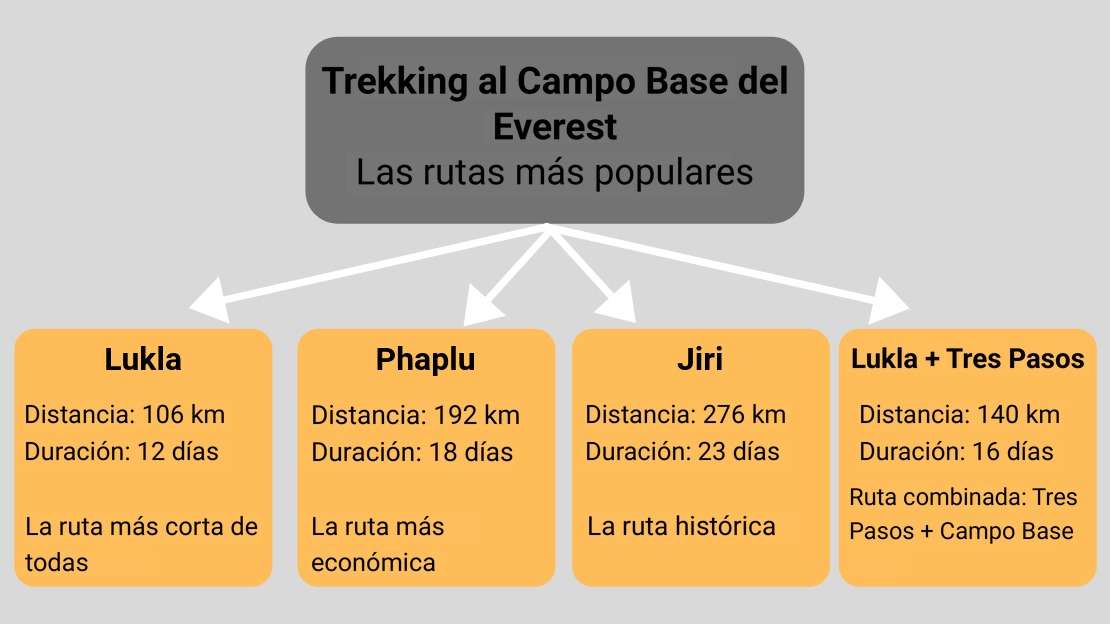 Trekking al Campo Base del
Everest
Las rutas más populares
Lukla
Distancia: 106 km
Duración: 12 días
La ruta más corta de
todas
Phaplu
Distancia: 192 km
Duración: 18 días
La ruta más
económica
Jiri
Distancia: 276 km
Duración: 23 días
La ruta histórica
Lukla + Tres Pasos
Distancia: 140 km
Duración: 16 días
Ruta combinada: Tres
Pasos + Campo Base